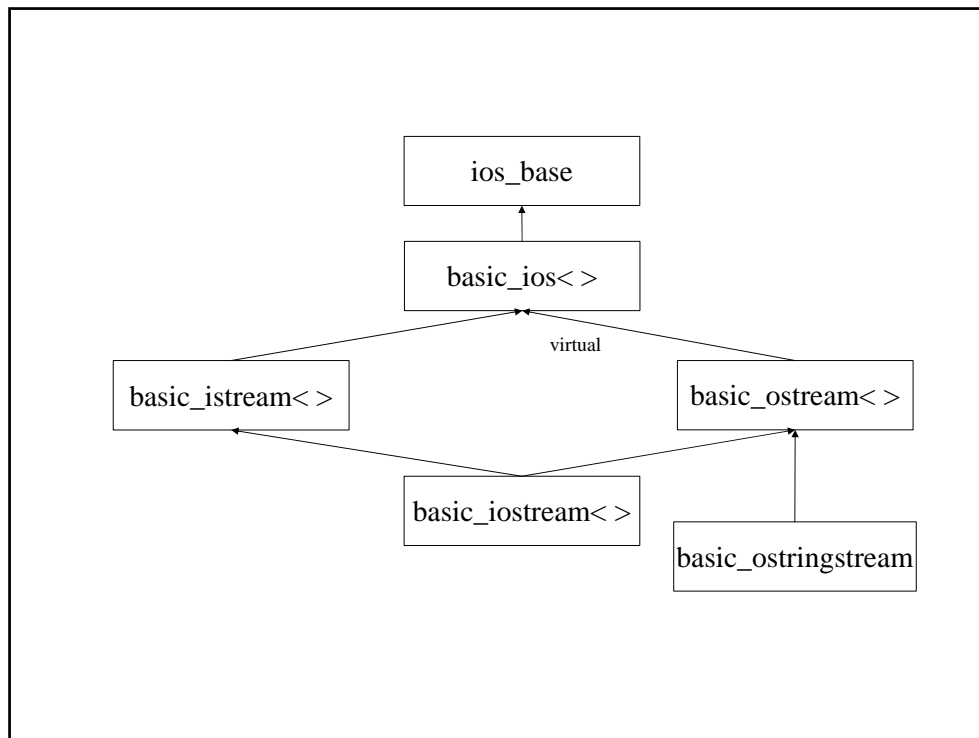 ios_base
basic_ios< >
virtual
basic_istream< >
basic_ostream< >
basic_iostream< >
basic_ostringstream